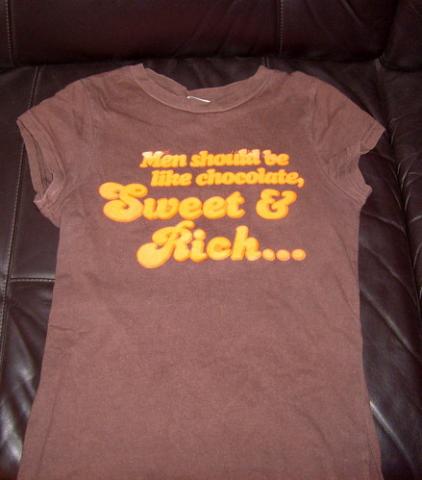 Men should be
like chocolate,
Sweet &
Rich...